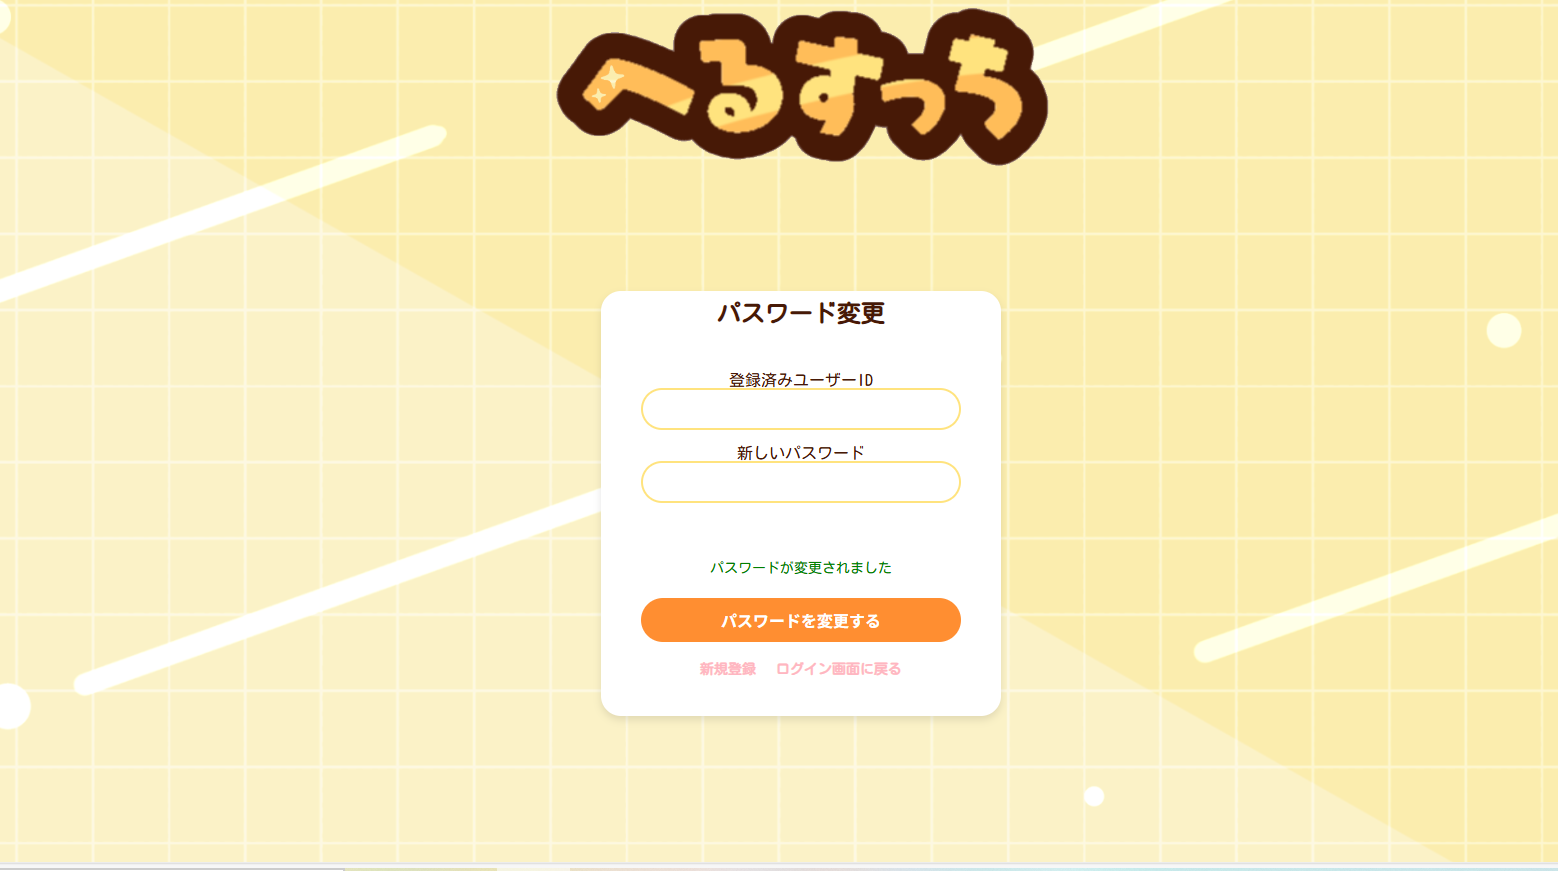 へるすっち
パスワード変更
登録済みユーザーID
新しいパスワード
パスワードが変更されました
パスワードを変更する
新規登録 ログイン画面に戻る